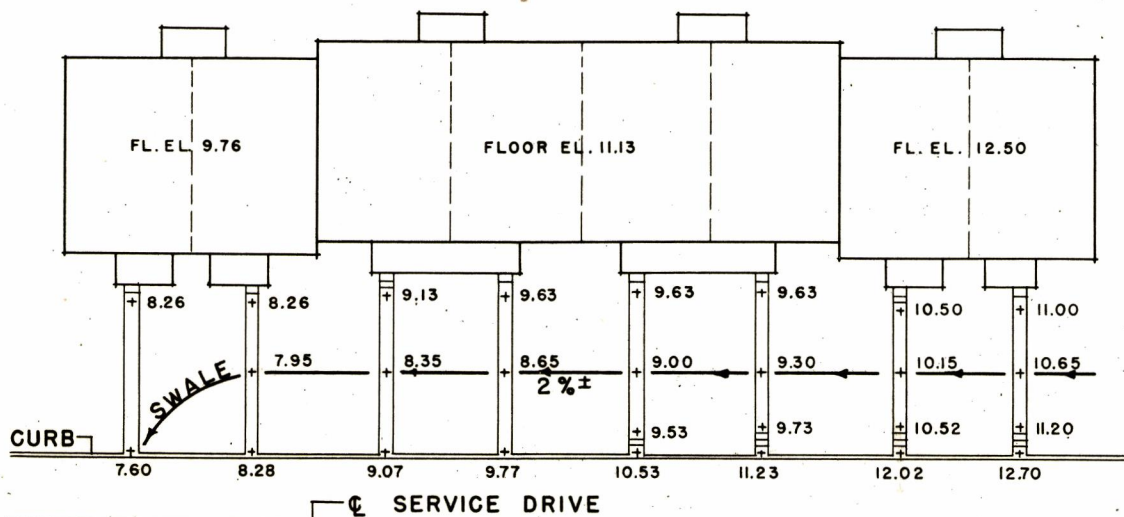 FL. EL. 9.76 FLOOR EL. 11.13 FL. EL. 12.50
8.26 8.26 9.13 9.63 9.63 9.63 10.50 11.00
7.95 8.35 8.65 9.00 9.30 10.15 10.65
2%±
SWALE
9.53 9.73 10.52 11.20
CURB
7.60 8.28 9.07 9.77 10.53 11.23 12.02 12.70
℄ SERVICE DRIVE